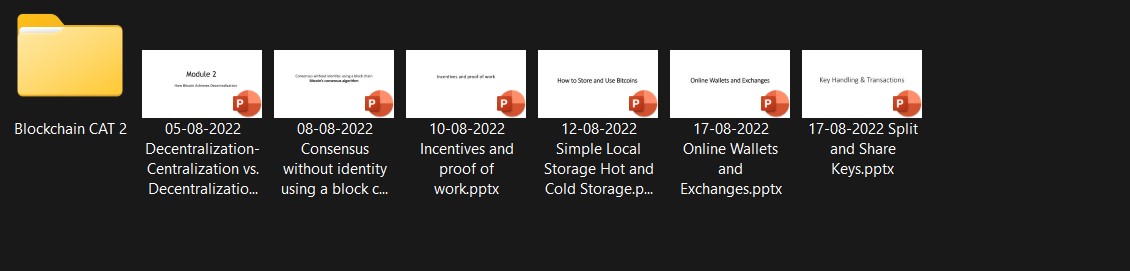 Module 2
How Bitcoin Achieves Decentralization
Consensus without identity using a block chain
Bitcoin's consensus algorithm
Incentives and proof of work
How to Store and Use Bitcoins
Online Wallets and Exchanges
Key Handling & Transactions
P
P
P
P
P
P
Blockchain CAT 2
05-08-2022
Decentralization-
Centralization vs.
Decentralizatio...
08-08-2022
Consensus
without identity
using a block c...
10-08-2022
Incentives and
proof of
work.pptx
12-08-2022
Simple Local
Storage Hot and
Cold Storage.p...
17-08-2022
Online Wallets
and
Exchanges.pptx
17-08-2022 Split
and Share
Keys.pptx